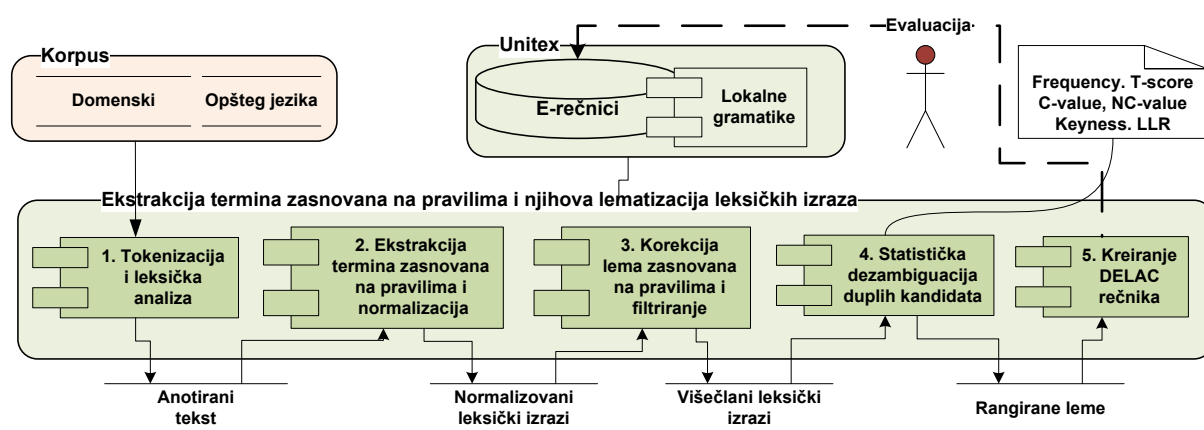 Korpus
Domenski
Opšteg jezika
Unitex
E-rečnici
Lokalne
gramatike
Evaluacija
Frequency. T-score
C-value, NC-value
Keyness. LLR
Ekstrakcija termina zasnovana na pravilima i njihova lematizacija leksičkih izraza
1. Tokenizacija
i leksička
analiza
2. Ekstrakcija
termina zasnovana
na pravilima i
normalizacija
3. Korekcija
lema zasnovana
na pravilima i
filtriranje
4. Statistička
dezambiguacija
duplih kandidata
5. Kreiranje
DELAC
rečnika
Anotirani
tekst
Normalizovani
leksički izrazi
Višečlani leksički
izrazi
Rangirane leme